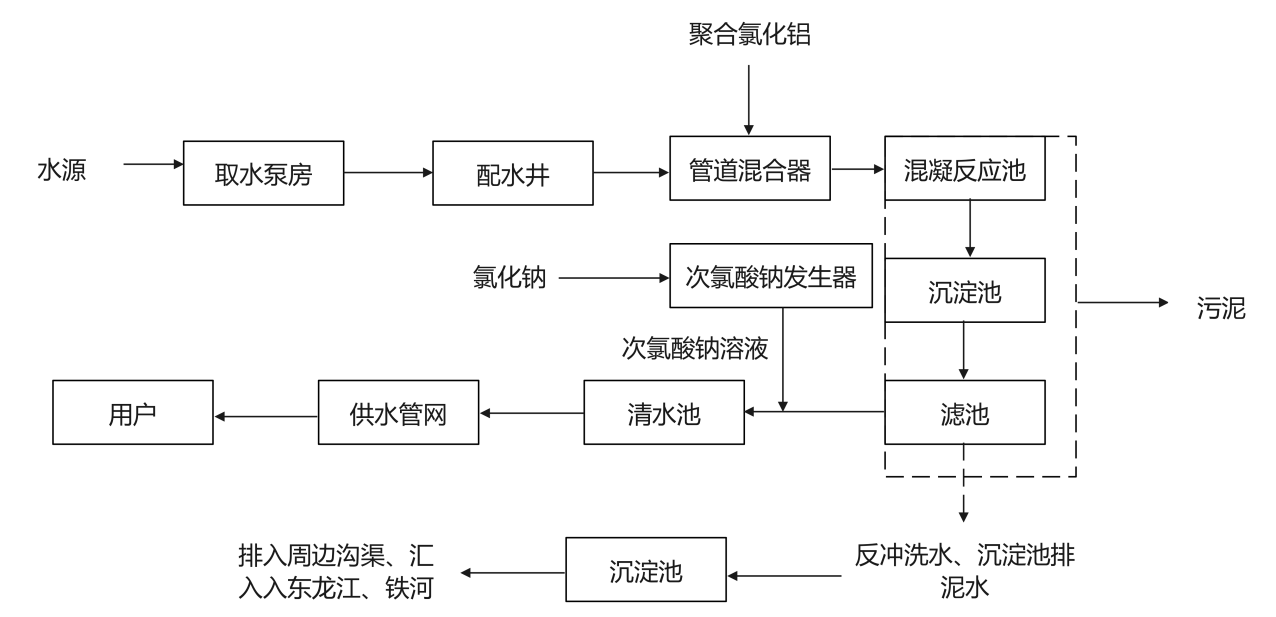 聚合氯化铝
水源
取水泵房
配水井
管道混合器
混凝反应池
氯化钠
次氯酸钠发生器
沉淀池
污泥
次氯酸钠溶液
用户
供水管网
清水池
滤池
排入周边沟渠、汇
入入东龙江、铁河
沉淀池
反冲洗水、沉淀池排
泥水